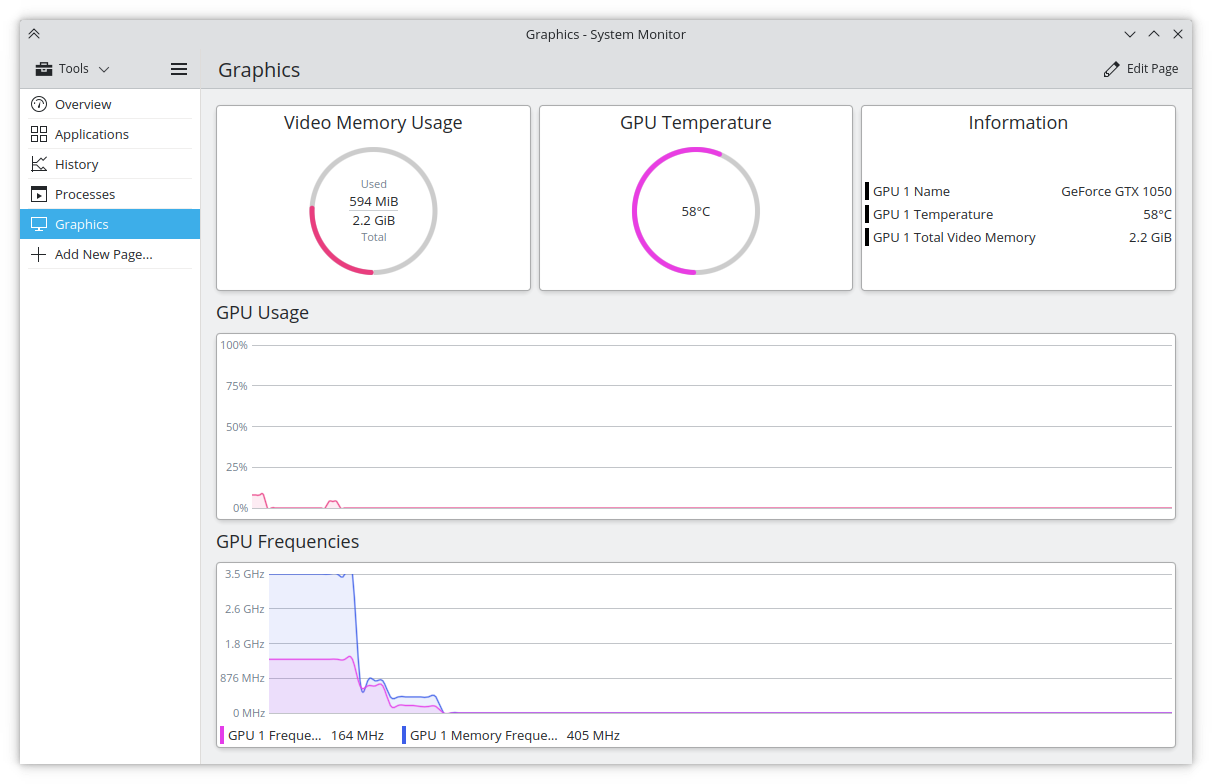 Graphics - System Monitor
Tools
Graphics
Edit Page
Overview
Applications
History
Processes
Graphics
Add New Page...
Video Memory Usage
Used
594 MiB
2.2 GiB
Total
GPU Temperature
58°C
Information
GPU 1 Name GeForce GTX 1050
GPU 1 Temperature 58°C
GPU 1 Total Video Memory 2.2 GiB
GPU Usage
100%
75%
50%
25%
0%
GPU Frequencies
3.5 GHz
2.6 GHz
1.8 GHz
876 MHz
0 MHz
GPU 1 Freque... 164 MHz GPU 1 Memory Freque... 405 MHz